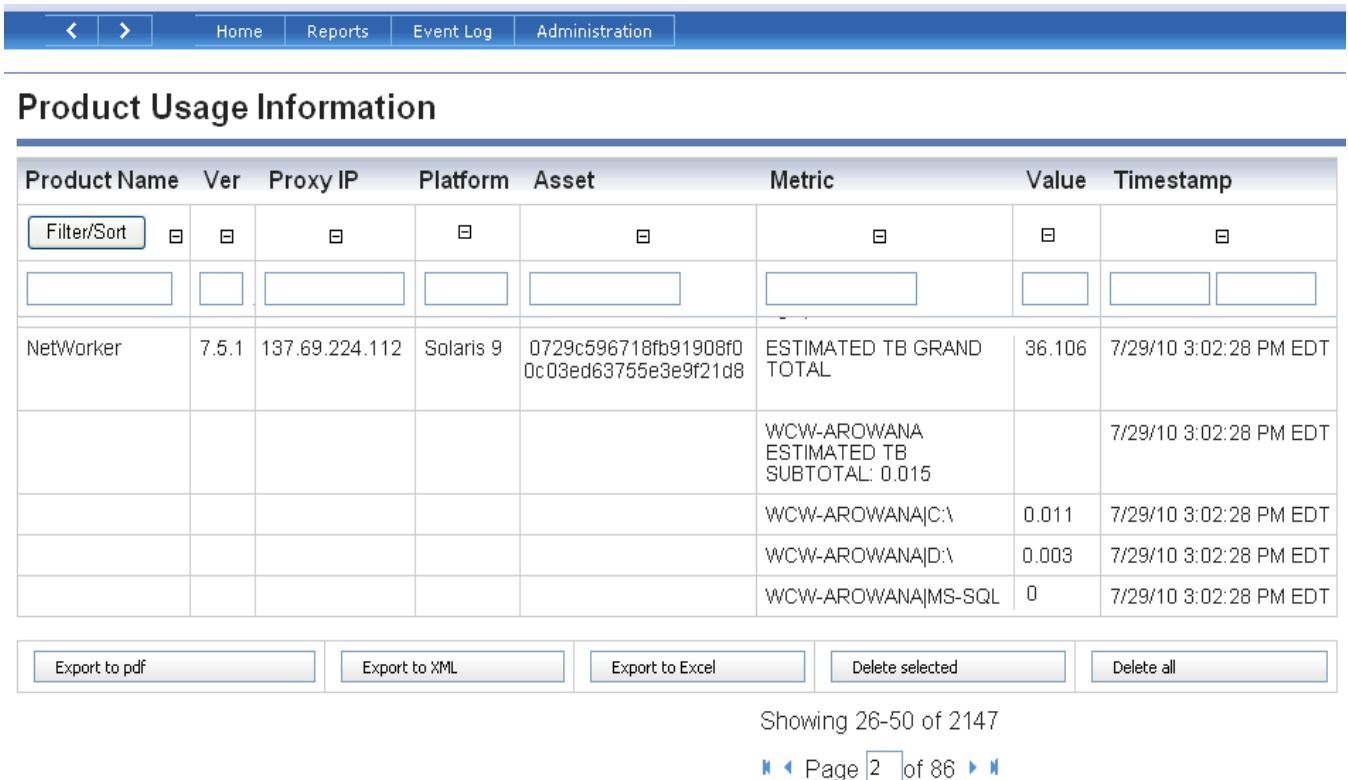 Home Reports Event Log Administration
Product Usage Information
Product Name Ver Proxy IP Platform Asset Metric Value Timestamp
Filter/Sort
NetWorker 7.5.1 137.69.224.112 Solaris 9 0729c596718fb91908f0 ESTIMATED TB GRAND 36.106 7/29/10 3:02:28 PM EDT
0c03ed63755e3e9f21d8 TOTAL
WCW-AROWANA 7/29/10 3:02:28 PM EDT
ESTIMATED TB
SUBTOTAL: 0.015
WCW-AROWANA|C:\ 0.011 7/29/10 3:02:28 PM EDT
WCW-AROWANA|D:\ 0.003 7/29/10 3:02:28 PM EDT
WCW-AROWANA|MS-SQL 0 7/29/10 3:02:28 PM EDT
Export to pdf Export to XML Export to Excel Delete selected Delete all
Showing 26-50 of 2147
Page 2 of 86